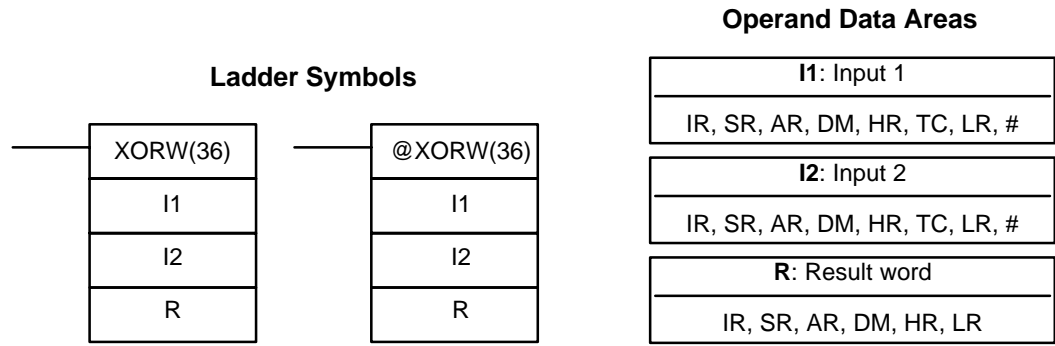 Ladder Symbols
XORW(36)
I1
I2
R
@XORW(36)
I1
I2
R
Operand Data Areas
I1: Input 1
IR, SR, AR, DM, HR, TC, LR, #
I2: Input 2
IR, SR, AR, DM, HR, TC, LR, #
R: Result word
IR, SR, AR, DM, HR, LR